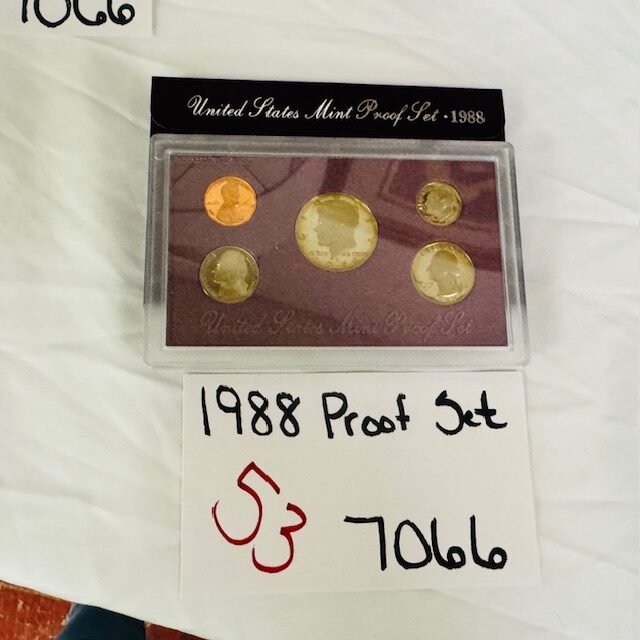 7066
United States Mint Proof Set · 1988
United States Mint Proof Set
1988 Proof Set
53
7066